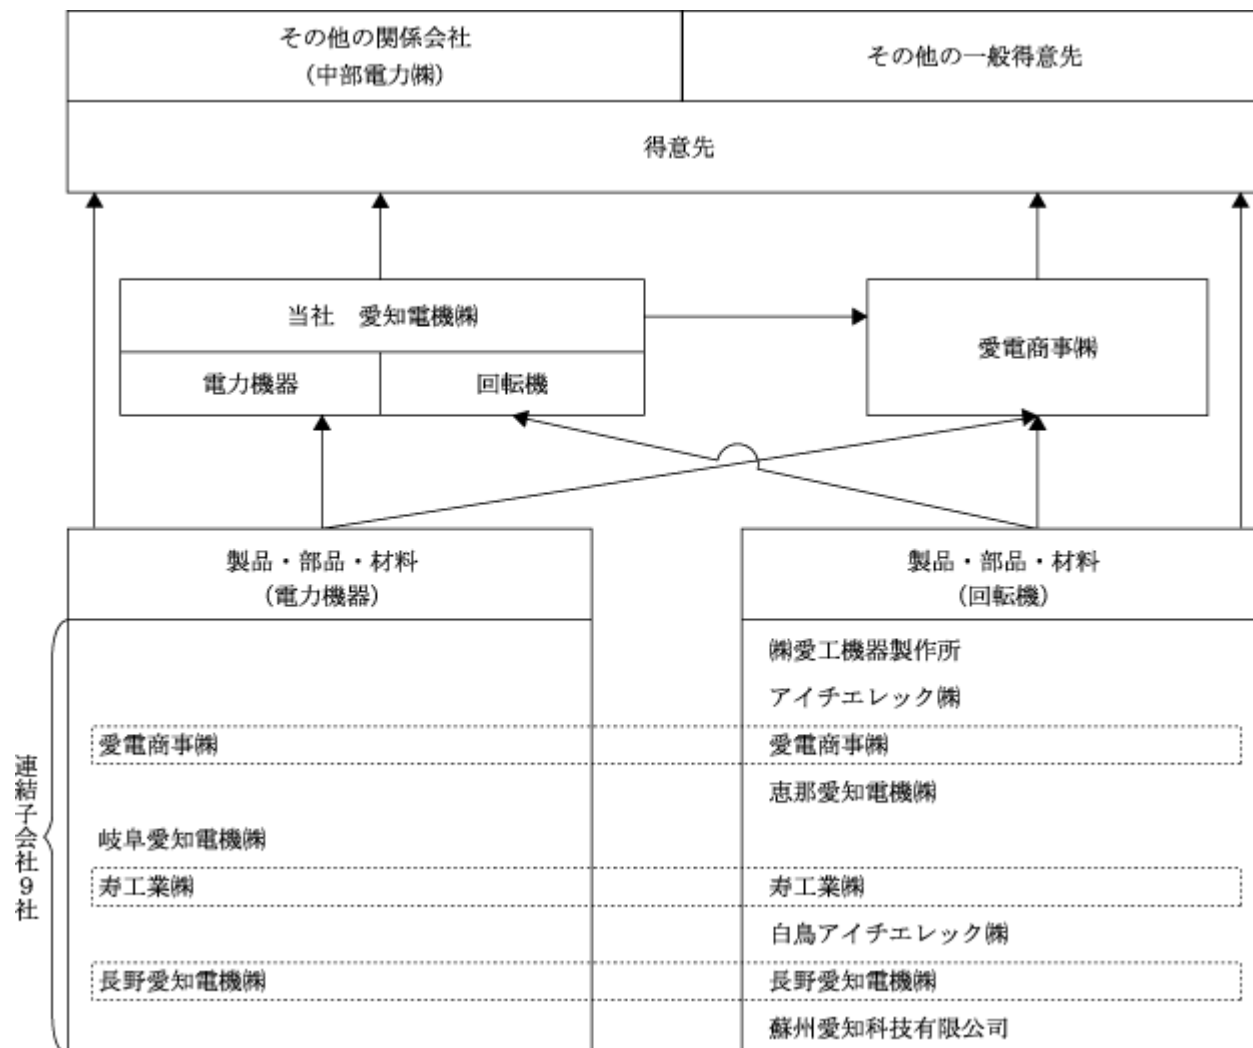 その他の関係会社
(中部電力㈱)
その他の一般得意先
得意先
当社　愛知電機㈱
電力機器
回転機
愛電商事㈱
製品・部品・材料
(電力機器)
製品・部品・材料
(回転機)
連結子会社9社
㈱愛工機器製作所
アイチエレック㈱
愛電商事㈱
愛電商事㈱
恵那愛知電機㈱
岐阜愛知電機㈱
寿工業㈱
寿工業㈱
白鳥アイチエレック㈱
長野愛知電機㈱
長野愛知電機㈱
蘇州愛知科技有限公司